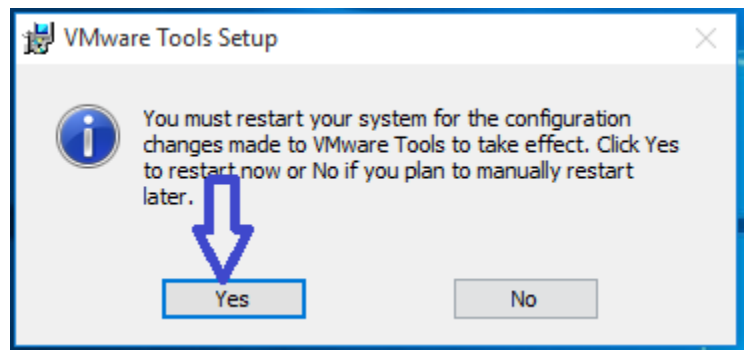 VMware Tools Setup
You must restart your system for the configuration
changes made to VMware Tools to take effect. Click Yes
to restart now or No if you plan to manually restart
later.
Yes
No